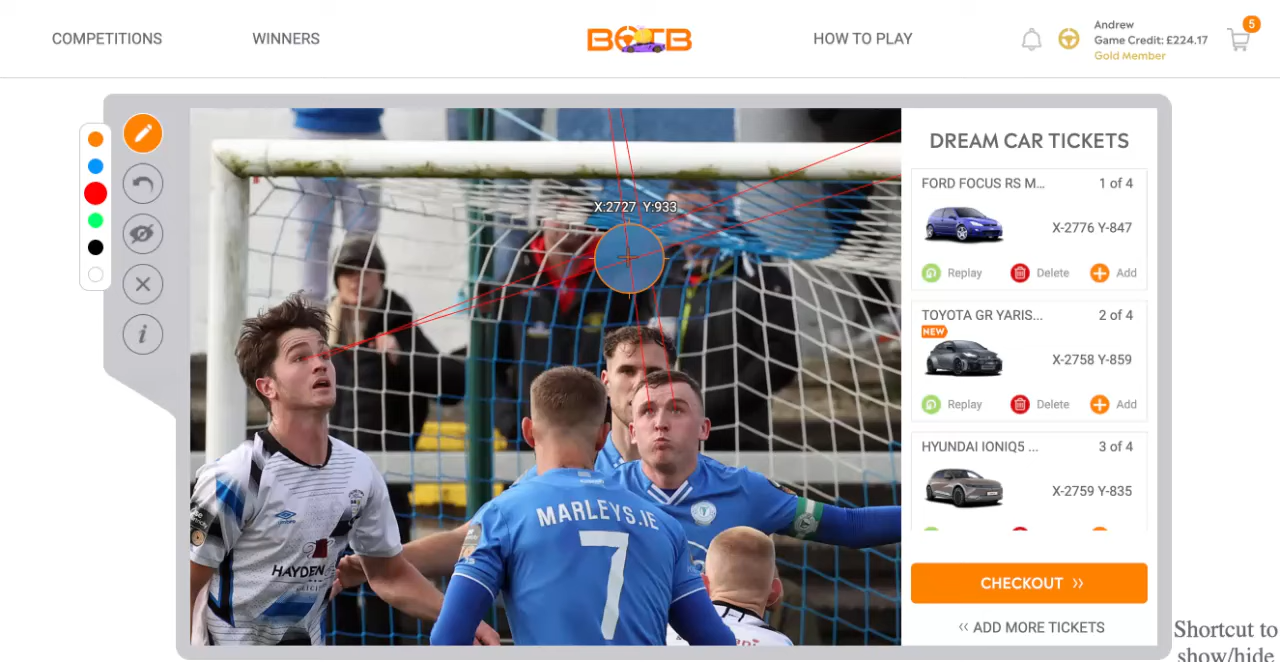 COMPETITIONS
WINNERS
BOTB
HOW TO PLAY
Andrew
Game Credit: £224.17
Gold Member
5
X:2727 Y:933
i
DREAM CAR TICKETS
FORD FOCUS RS M... 1 of 4
X-2776 Y-847
Replay Delete Add
TOYOTA GR YARIS... 2 of 4
NEW
X-2758 Y-859
Replay Delete Add
HYUNDAI IONIQ5 ... 3 of 4
X-2759 Y-835
CHECKOUT »
« ADD MORE TICKETS
MARLEYS.IE
7
umbro
HAYDEN
Shortcut to
show/hide